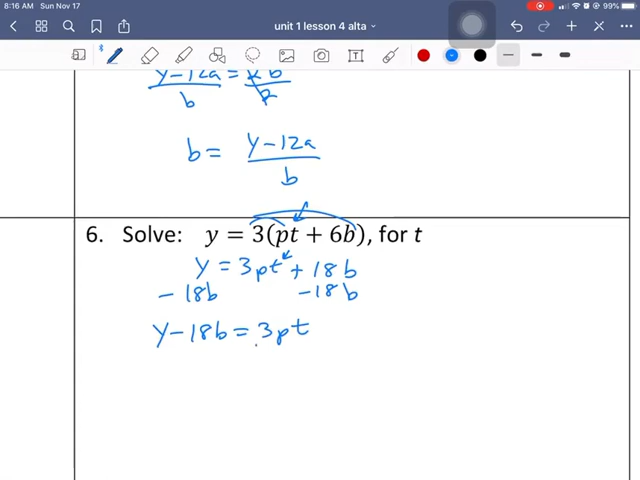 8:16 AM Sun Nov 17
99%
unit 1 lesson 4 alta
y-12a = b
b
b = y-12a
b
6. Solve: y = 3(pt + 6b), for t
y = 3pt + 18b
- 18b -18b
y-18b = 3pt